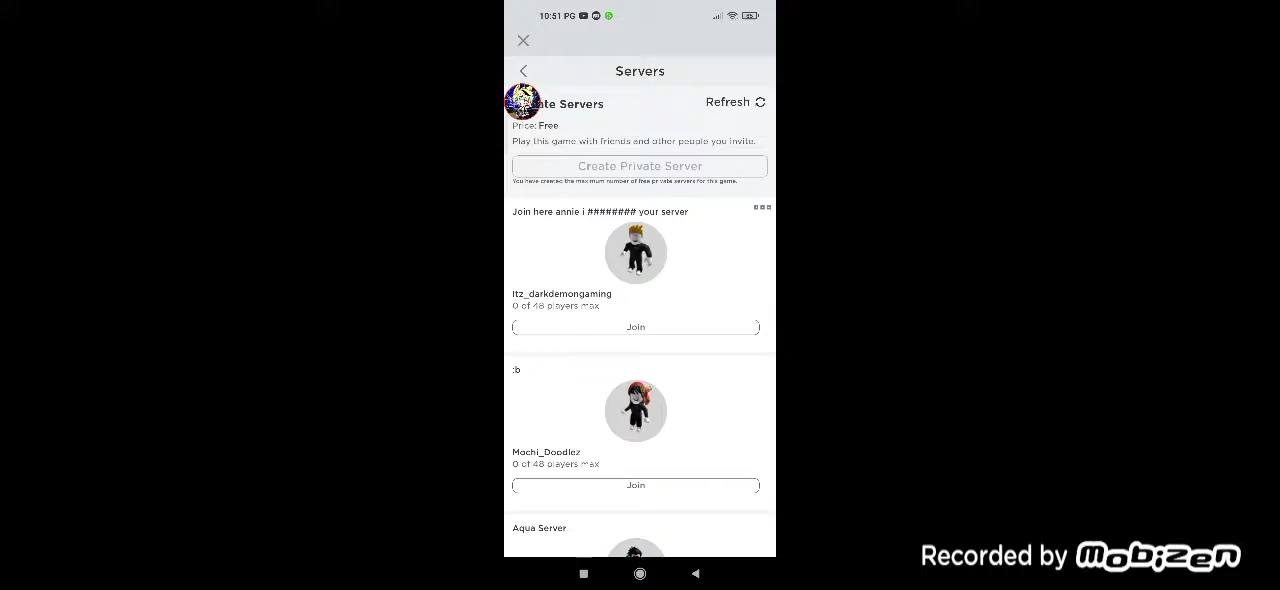 10:51 PG
85
Servers
ate Servers
Refresh
Price: Free
Play this game with friends and other people you invite.
Create Private Server
You have created the maximum number of free private servers for this game.
Join here annie i ######## your server
Itz_darkdemongaming
0 of 48 players max
Join
:b
Mochi_Doodlez
0 of 48 players max
Join
Aqua Server
Recorded by Mobizen